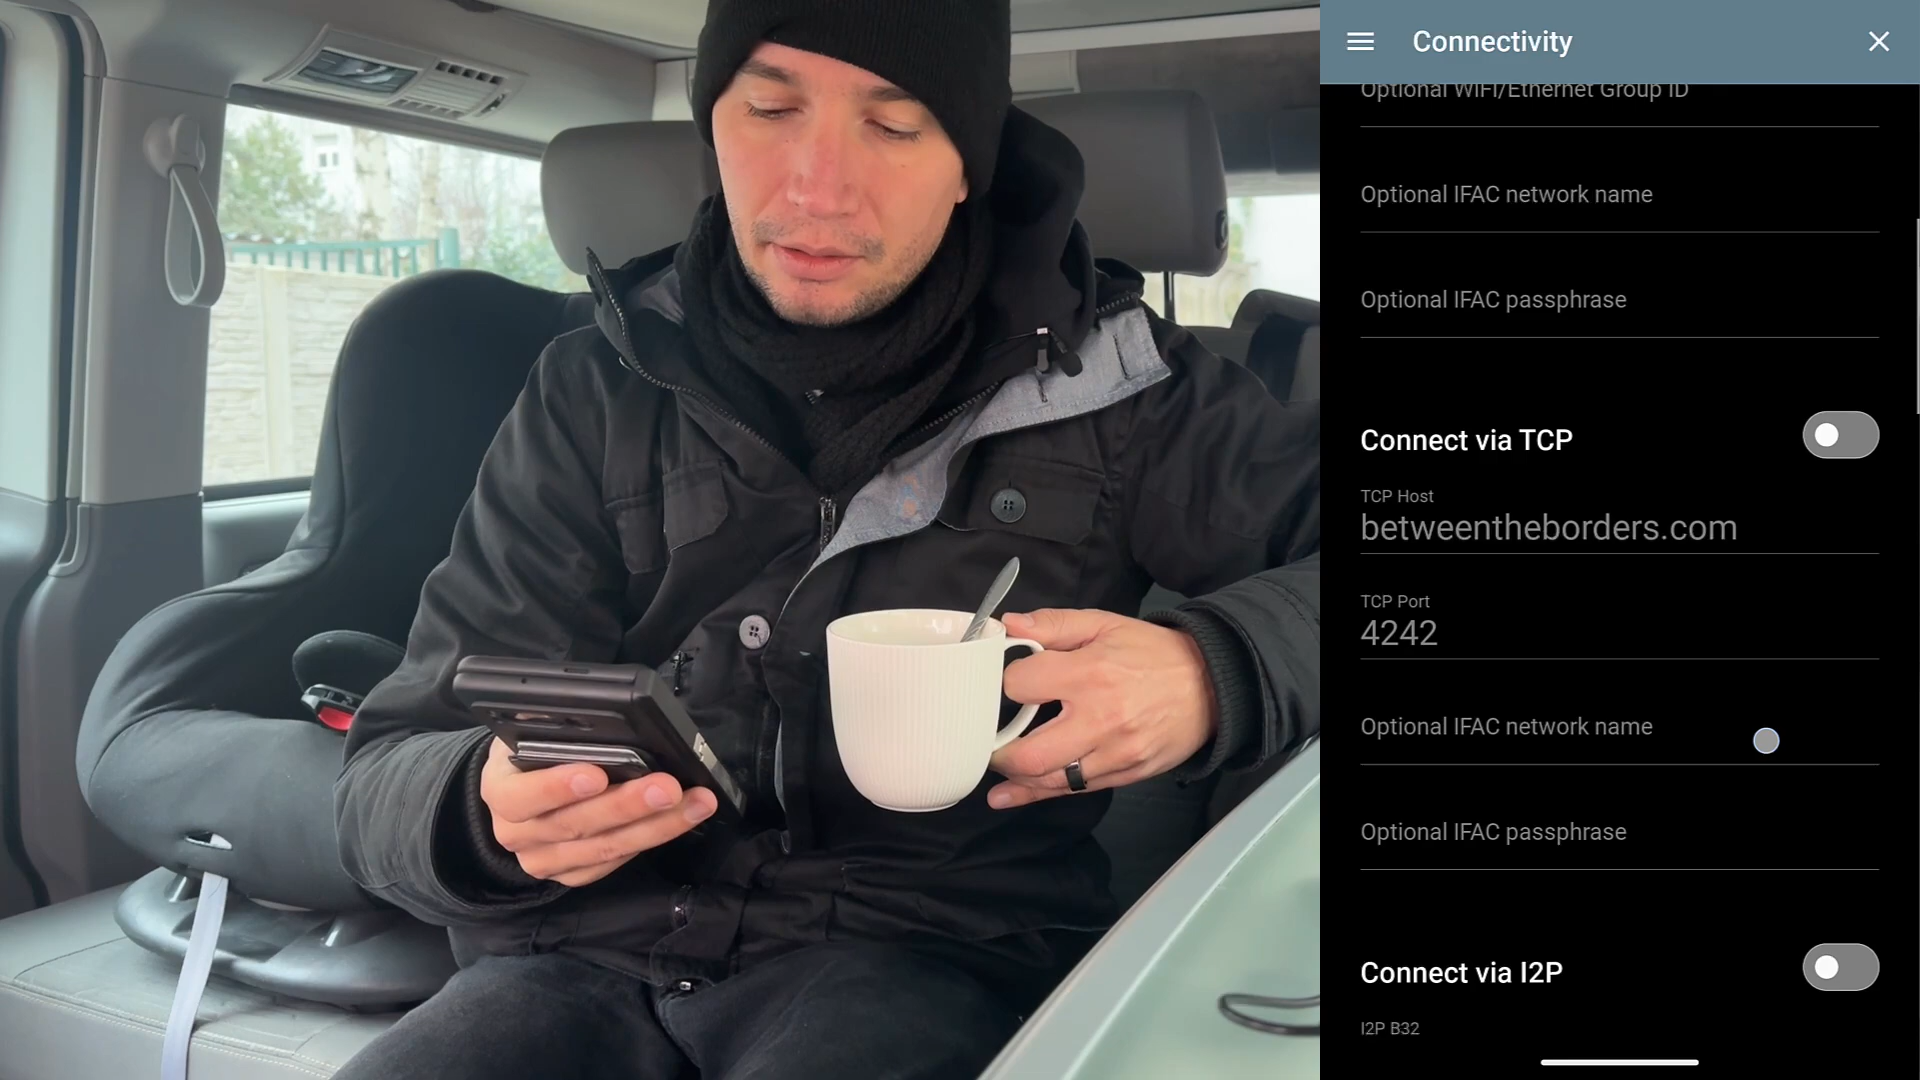 Connectivity
Optional WIFI/Ethernet Group ID
Optional IFAC network name
Optional IFAC passphrase
Connect via TCP
TCP Host
betweentheborders.com
TCP Port
4242
Optional IFAC network name
Optional IFAC passphrase
Connect via I2P
I2P B32